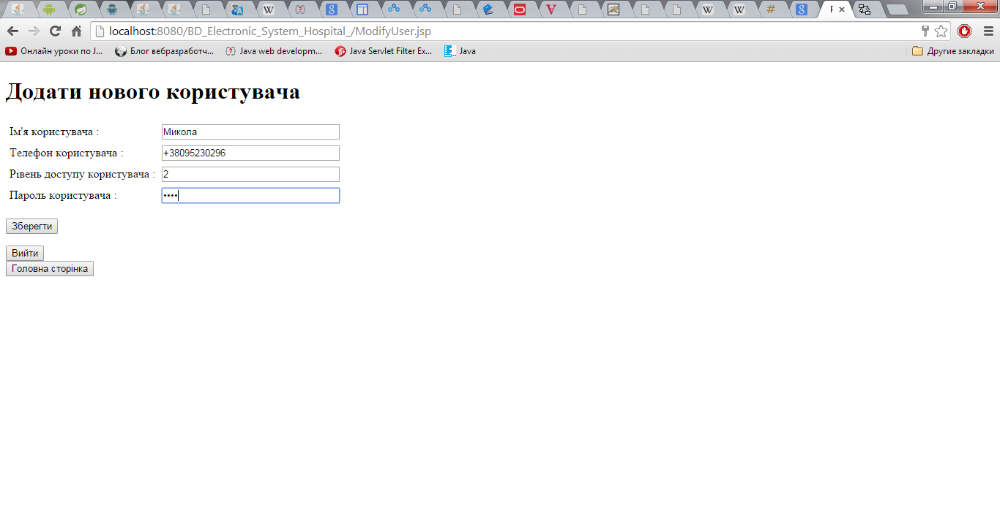 localhost:8080/BD_Electronic_System_Hospital_/ModifyUser.jsp
Онлайн уроки по J... Блог вебразработч... Java web developm... Java Servlet Filter Ex... Java Другие закладки
Додати нового користувача
Ім'я користувача : Микола
Телефон користувача : +38095230296
Рівень доступу користувача : 2
Пароль користувача : ••••
Зберегти
Вийти
Головна сторінка